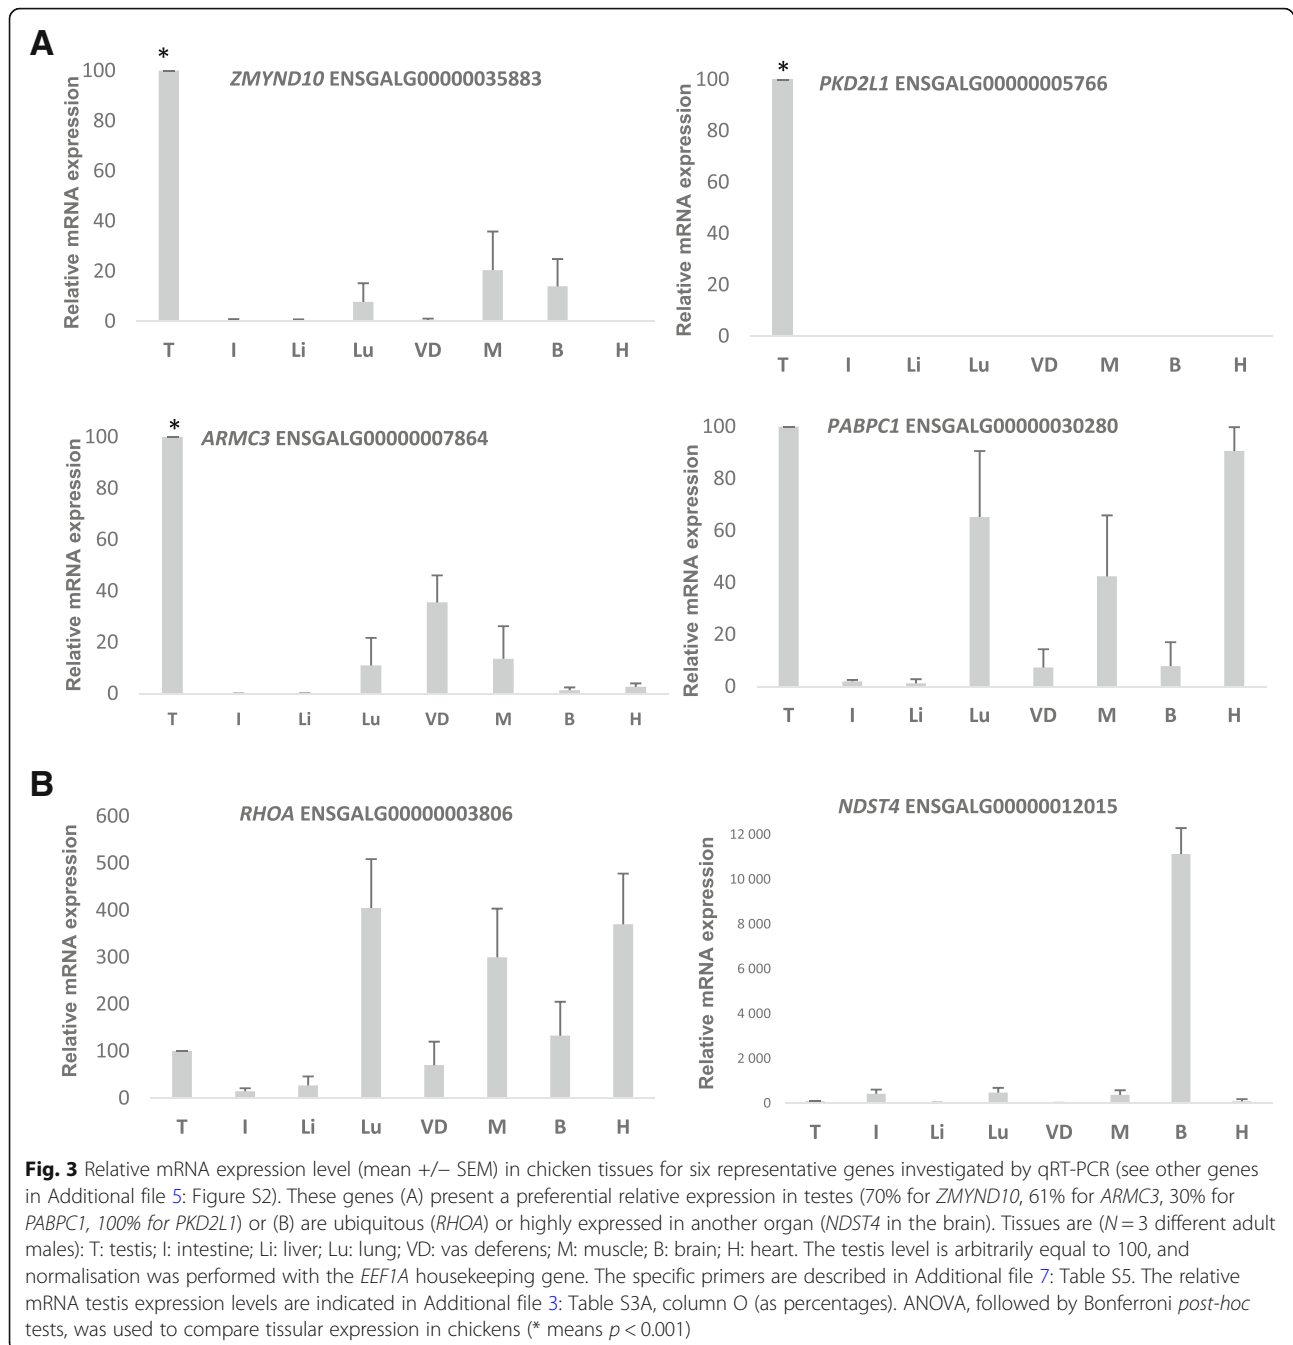 A
*
ZMYND10 ENSGALG00000035883
Relative mRNA expression
100
80
60
40
20
0
T I Li Lu VD M B H
*
PKD2L1 ENSGALG00000005766
Relative mRNA expression
100
80
60
40
20
0
T I Li Lu VD M B H
*
ARMC3 ENSGALG00000007864
Relative mRNA expression
100
80
60
40
20
0
T I Li Lu VD M B H
PABPC1 ENSGALG00000030280
Relative mRNA expression
100
80
60
40
20
0
T I Li Lu VD M B H
B
RHOA ENSGALG00000003806
Relative mRNA expression
600
500
400
300
200
100
0
T I Li Lu VD M B H
NDST4 ENSGALG00000012015
Relative mRNA expression
12 000
10 000
8 000
6 000
4 000
2 000
0
T I Li Lu VD M B H
Fig. 3 Relative mRNA expression level (mean +/− SEM) in chicken tissues for six representative genes investigated by qRT-PCR (see other genes
in Additional file 5: Figure S2). These genes (A) present a preferential relative expression in testes (70% for ZMYND10, 61% for ARMC3, 30% for
PABPC1, 100% for PKD2L1) or (B) are ubiquitous (RHOA) or highly expressed in another organ (NDST4 in the brain). Tissues are (N = 3 different adult
males): T: testis; I: intestine; Li: liver; Lu: lung; VD: vas deferens; M: muscle; B: brain; H: heart. The testis level is arbitrarily equal to 100, and
normalisation was performed with the EEF1A housekeeping gene. The specific primers are described in Additional file 7: Table S5. The relative
mRNA testis expression levels are indicated in Additional file 3: Table S3A, column O (as percentages). ANOVA, followed by Bonferroni post-hoc
tests, was used to compare tissular expression in chickens (* means p < 0.001)